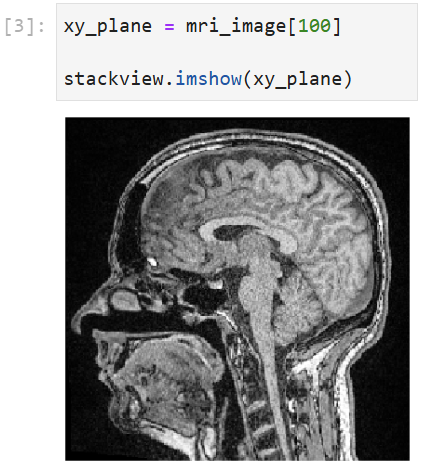 [3]: xy_plane = mri_image[100]
stackview.imshow(xy_plane)